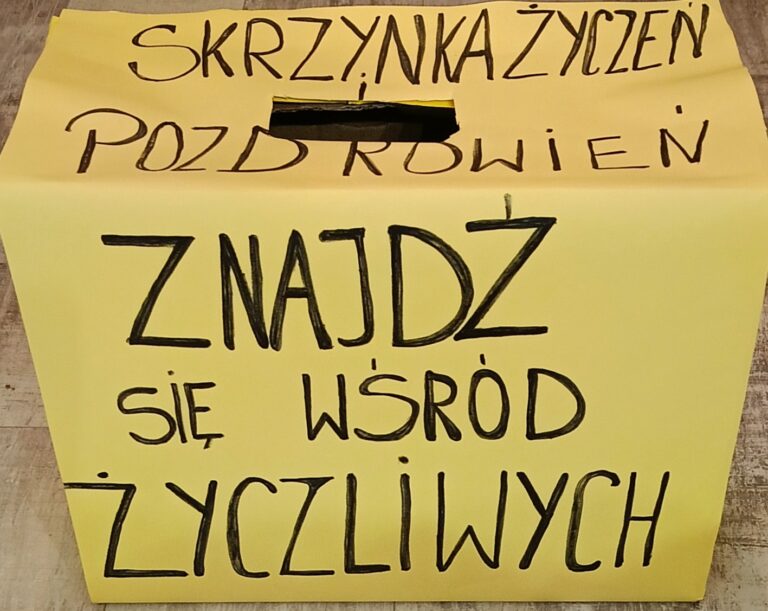 SKRZYNKA ŻYCZEŃ
i
POZDROWIEŃ
ZNAJDŹ
SIĘ WŚRÓD
ŻYCZLIWYCH